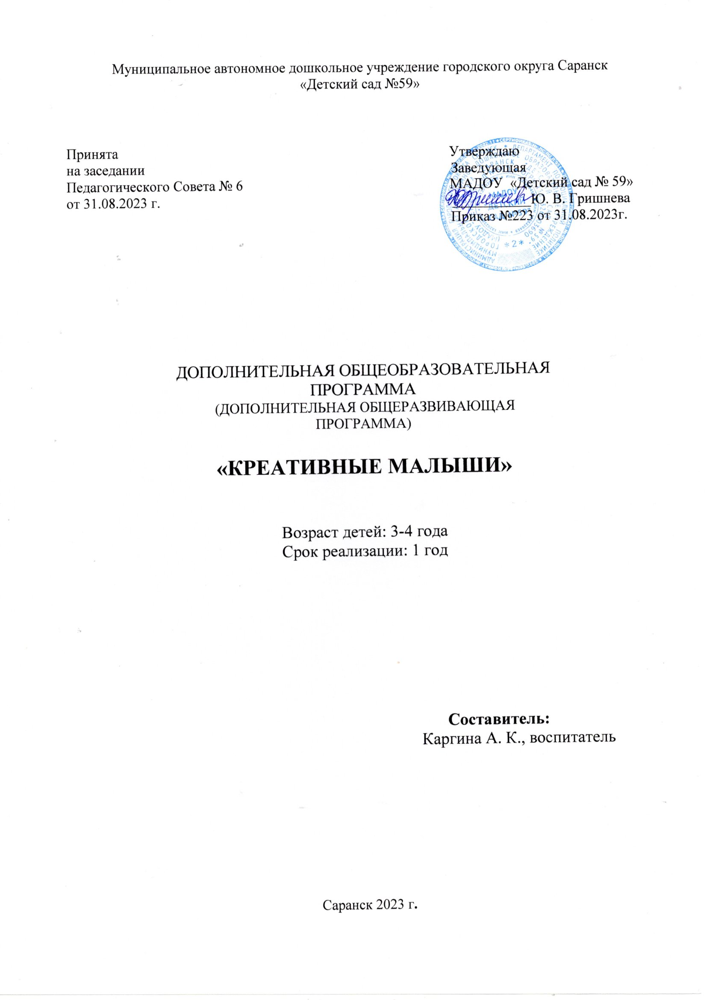 Муниципальное автономное дошкольное учреждение городского округа Саранск
«Детский сад №59»
Принята
на заседании
Педагогического Совета № 6
от 31.08.2023 г.
Утверждаю
Заведующая
МАДОУ «Детский сад № 59»
Ю. В. Гришнева
Приказ №223 от 31.08.2023г.
ДОПОЛНИТЕЛЬНАЯ ОБЩЕОБРАЗОВАТЕЛЬНАЯ
ПРОГРАММА
(ДОПОЛНИТЕЛЬНАЯ ОБЩЕРАЗВИВАЮЩАЯ
ПРОГРАММА)
«КРЕАТИВНЫЕ МАЛЫШИ»
Возраст детей: 3-4 года
Срок реализации: 1 год
Составитель:
Каргина А. К., воспитатель
Саранск 2023 г.